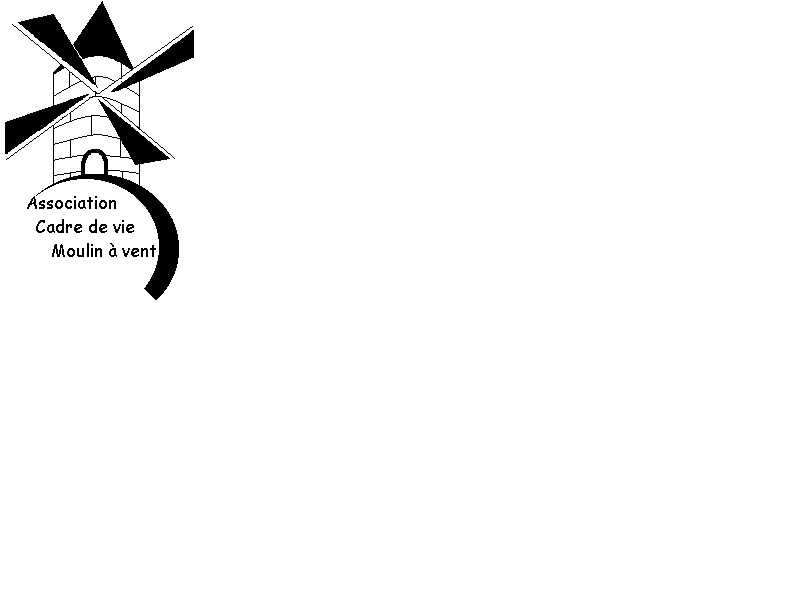 Association
Cadre de vie
Moulin à vent